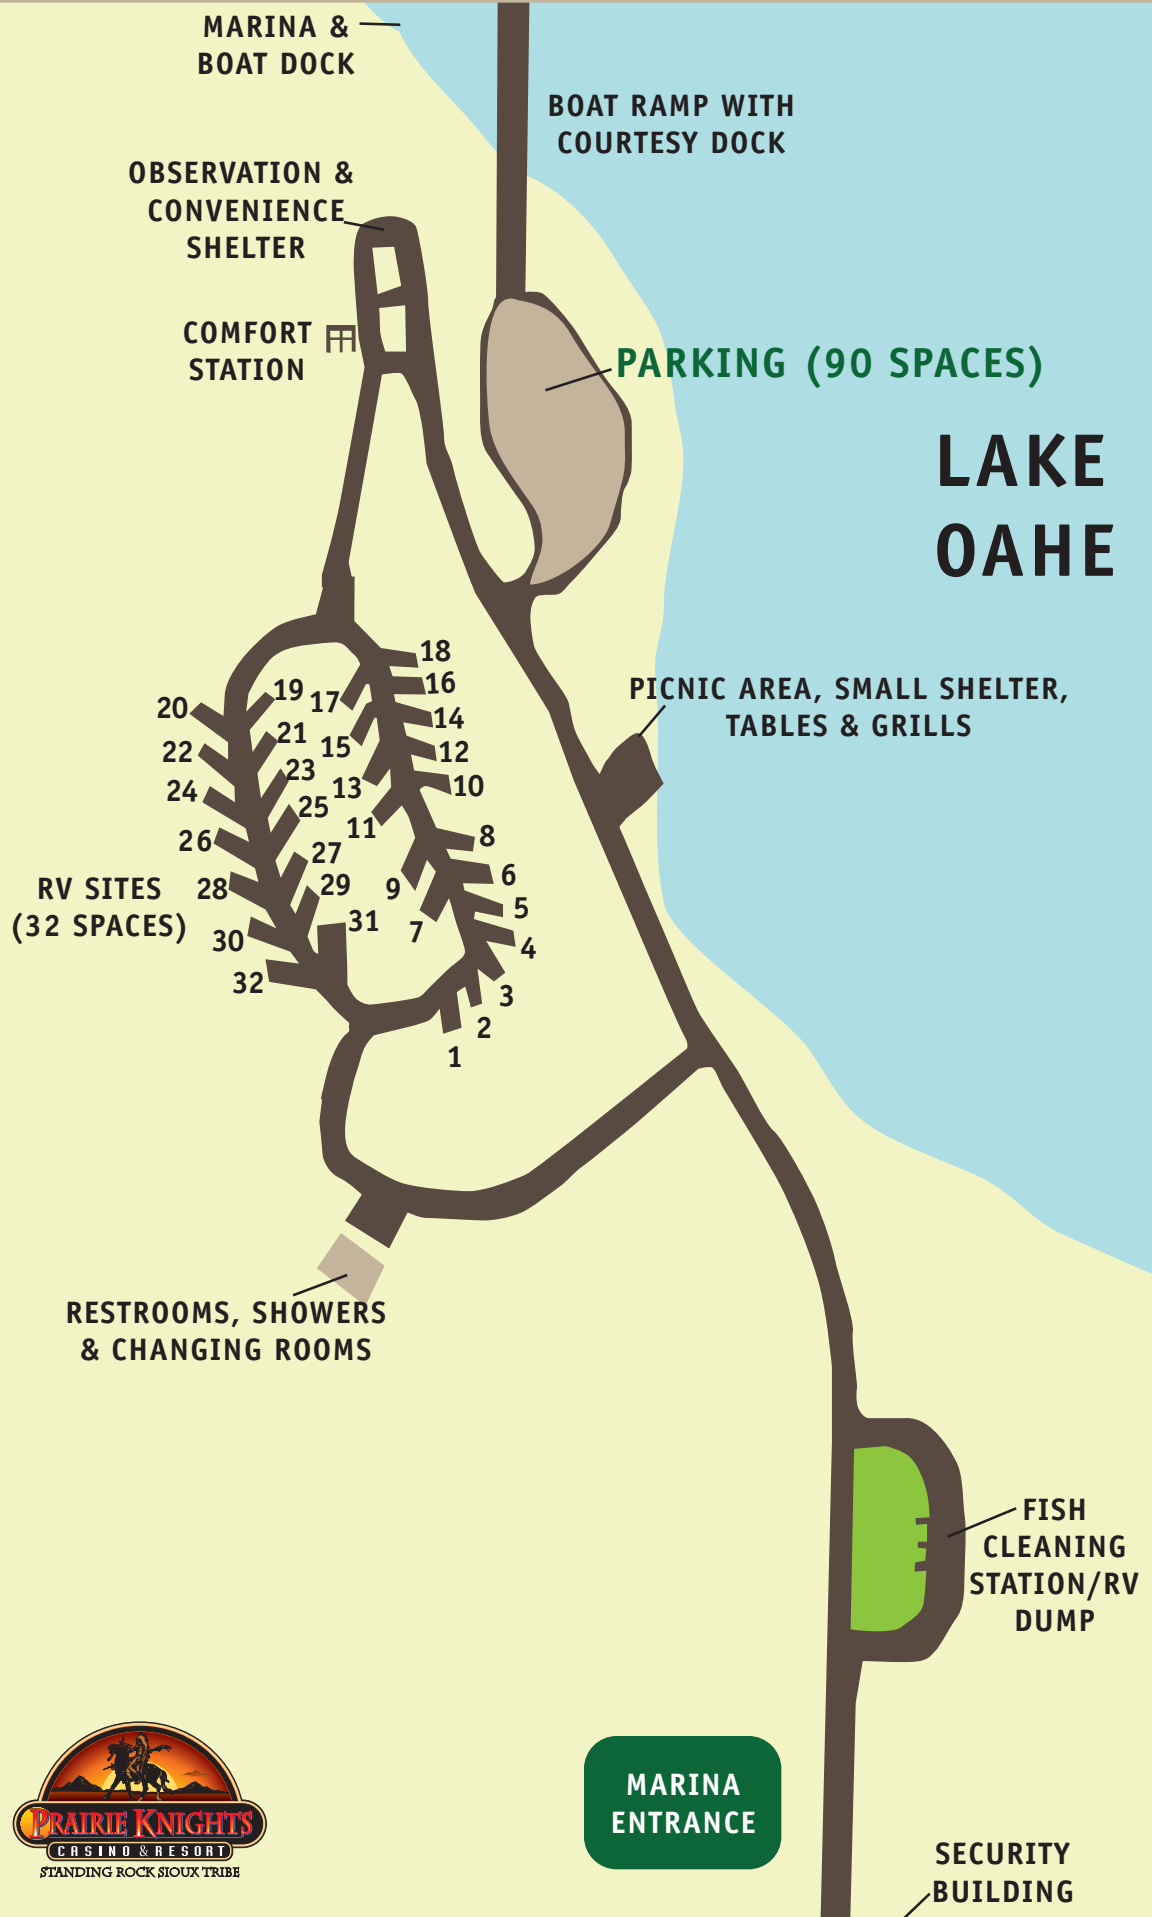 MARINA &
BOAT DOCK
BOAT RAMP WITH
COURTESY DOCK
OBSERVATION &
CONVENIENCE
SHELTER
COMFORT
STATION
PARKING (90 SPACES)
LAKE
OAHE
PICNIC AREA, SMALL SHELTER,
TABLES & GRILLS
18
16
14
12
10
8
6
5
4
3
2
1
17
15
13
11
9
7
19
21
23
25
27
29
31
20
22
24
26
28
30
32
RV SITES
(32 SPACES)
RESTROOMS, SHOWERS
& CHANGING ROOMS
FISH
CLEANING
STATION/RV
DUMP
MARINA
ENTRANCE
SECURITY
BUILDING
PRAIRIE KNIGHTS
CASINO & RESORT
STANDING ROCK SIOUX TRIBE